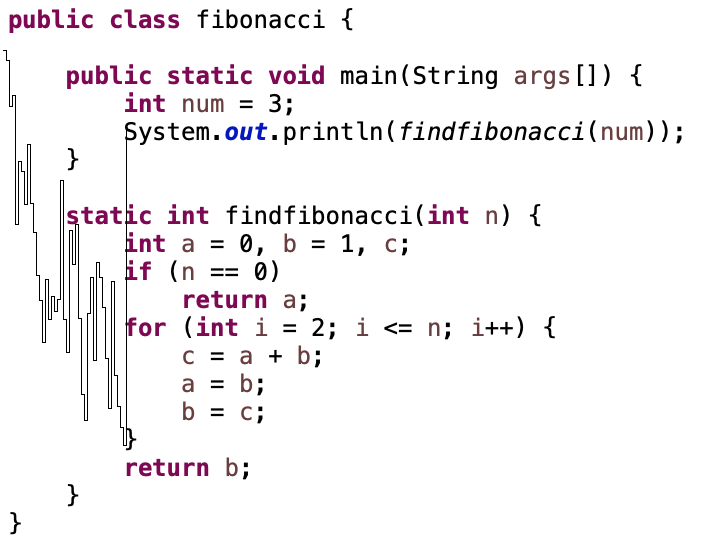 public class fibonacci {
    public static void main(String args[]) {
        int num = 3;
        System.out.println(findfibonacci(num));
    }
    static int findfibonacci(int n) {
        int a = 0, b = 1, c;
        if (n == 0)
            return a;
        for (int i = 2; i <= n; i++) {
            c = a + b;
            a = b;
            b = c;
        }
        return b;
    }
}